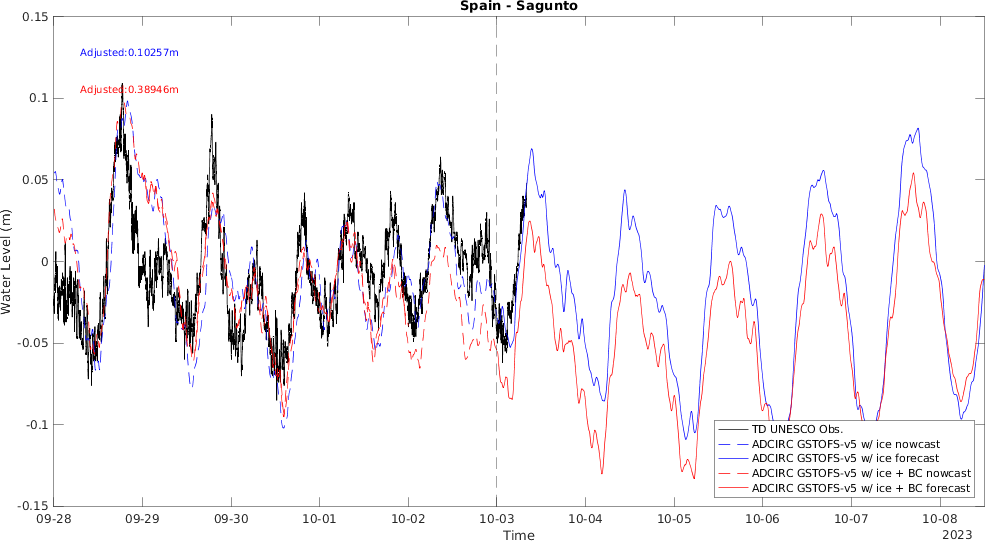 Spain - Sagunto
Adjusted:0.10257m
Adjusted:0.38946m
Water Level (m)
0.15
0.1
0.05
0
-0.05
-0.1
-0.15
TD UNESCO Obs.
ADCIRC GSTOFS-v5 w/ ice nowcast
ADCIRC GSTOFS-v5 w/ ice forecast
ADCIRC GSTOFS-v5 w/ ice + BC nowcast
ADCIRC GSTOFS-v5 w/ ice + BC forecast
09-28 09-29 09-30 10-01 10-02 10-03 10-04 10-05 10-06 10-07 10-08
Time
2023